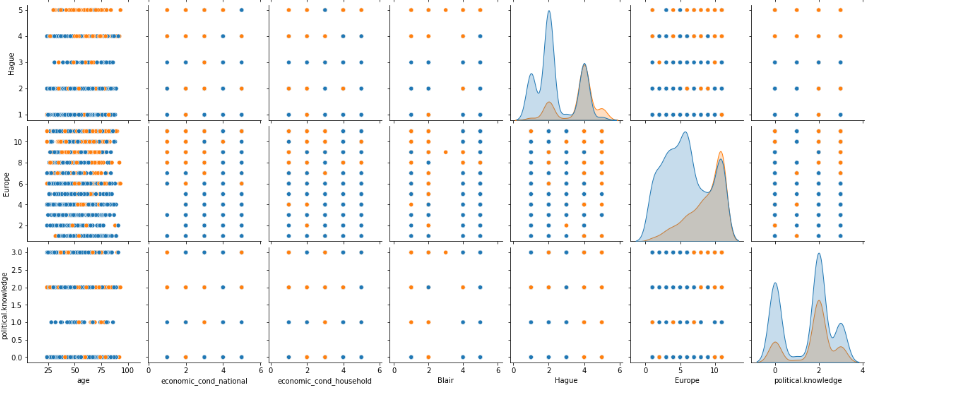 5
4
3
2
1
Hague
10
8
6
4
2
Europe
3.0
2.5
2.0
1.5
1.0
0.5
0.0
political.knowledge
25 50 75 100
0 2 4 6
0 2 4 6
0 2 4 6
0 2 4 6
0 5 10
0 2 4
age economic_cond_national economic_cond_household Blair Hague Europe political.knowledge